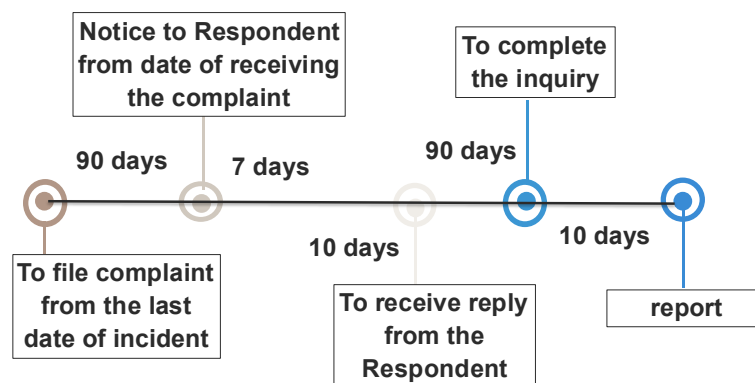 Notice to Respondent
from date of receiving
the complaint
To complete
the inquiry
90 days
7 days
90 days
10 days
10 days
To file complaint
from the last
date of incident
To receive reply
from the
Respondent
report